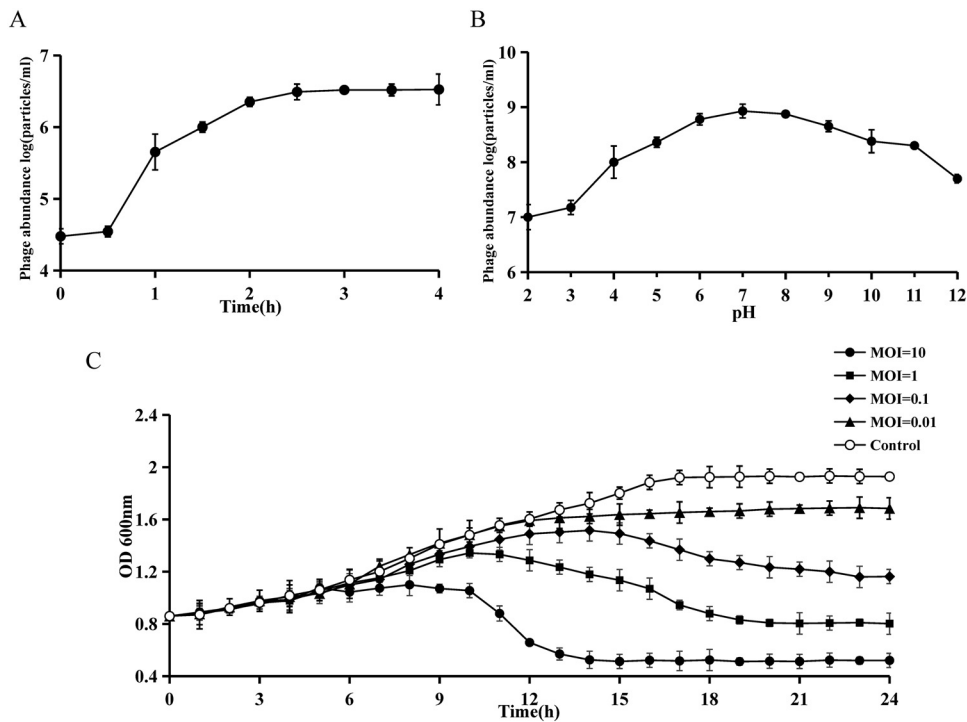 A
Phage abundance log(particles/ml)
7
6
5
4
0
1
2
3
4
Time(h)
B
Phage abundance log(particles/ml)
10
9
8
7
6
2
3
4
5
6
7
8
9
10
11
12
pH
C
MOI=10
MOI=1
MOI=0.1
MOI=0.01
Control
OD 600nm
2.4
2
1.6
1.2
0.8
0.4
0
3
6
9
12
15
18
21
24
Time(h)